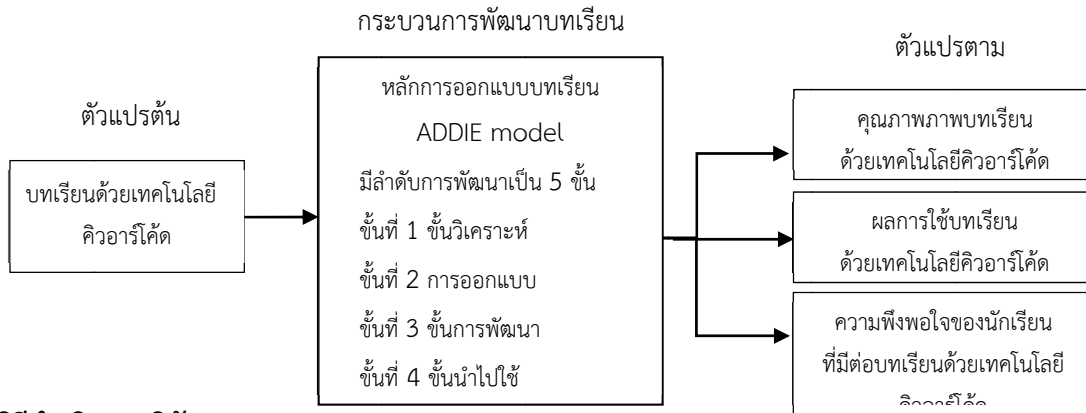 กระบวนการพัฒนาบทเรียน
ตัวแปรต้น
บทเรียนด้วยเทคโนโลยี
คิวอาร์โค้ด
หลักการออกแบบบทเรียน
ADDIE model
มีลำดับการพัฒนาเป็น 5 ขั้น
ขั้นที่ 1 ขั้นวิเคราะห์
ขั้นที่ 2 การออกแบบ
ขั้นที่ 3 ขั้นการพัฒนา
ขั้นที่ 4 ขั้นนำไปใช้
ตัวแปรตาม
คุณภาพภาพบทเรียน
ด้วยเทคโนโลยีคิวอาร์โค้ด
ผลการใช้บทเรียน
ด้วยเทคโนโลยีคิวอาร์โค้ด
ความพึงพอใจของนักเรียน
ที่มีต่อบทเรียนด้วยเทคโนโลยี
คิวอาร์โค้ด